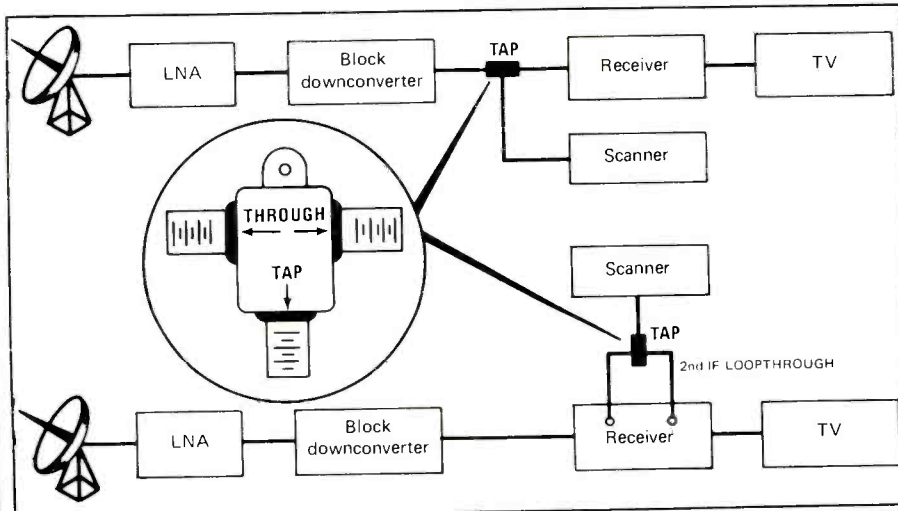 LNA
Block
downconverter
TAP
Receiver
TV
Scanner
THROUGH
TAP
Scanner
TAP
2nd IF LOOPTHROUGH
LNA
Block
downconverter
Receiver
TV